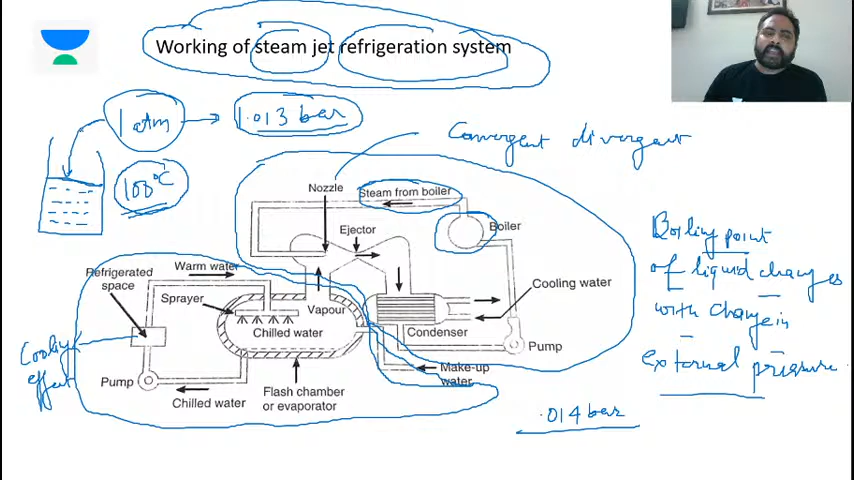 Working of steam jet refrigeration system
1 atm
1.013 bar
100°C
Convergent divergent
Nozzle
Steam from boiler
Ejector
Boiler
Boiling point
of liquid changes
with change in
external pressure.
Refrigerated
space
Warm water
Sprayer
Vapour
Chilled water
Cooling water
Condenser
Pump
Cooling
effect
Pump
Chilled water
Flash chamber
or evaporator
Make-up
water
.014 bar